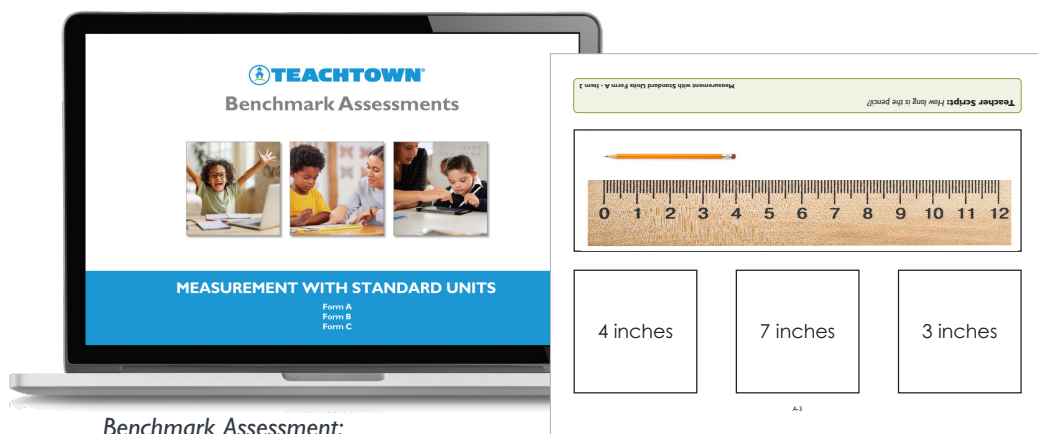 TEACHTOWN®
Benchmark Assessments
MEASUREMENT WITH STANDARD UNITS
Form A
Form B
Form C
Benchmark Assessment:
Measurement with Standard Units Form A - Item 3
Teacher Script: How long is the pencil?
0 1 2 3 4 5 6 7 8 9 10 11 12
4 inches
7 inches
3 inches
A-3